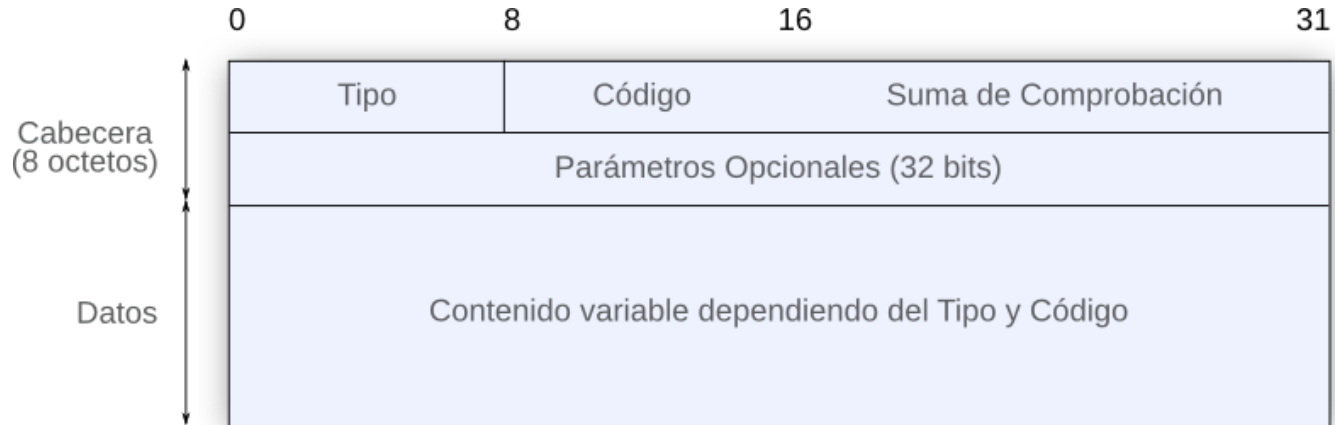 0 8 16 31
Tipo Código Suma de Comprobación
Cabecera
(8 octetos)
Parámetros Opcionales (32 bits)
Datos
Contenido variable dependiendo del Tipo y Código